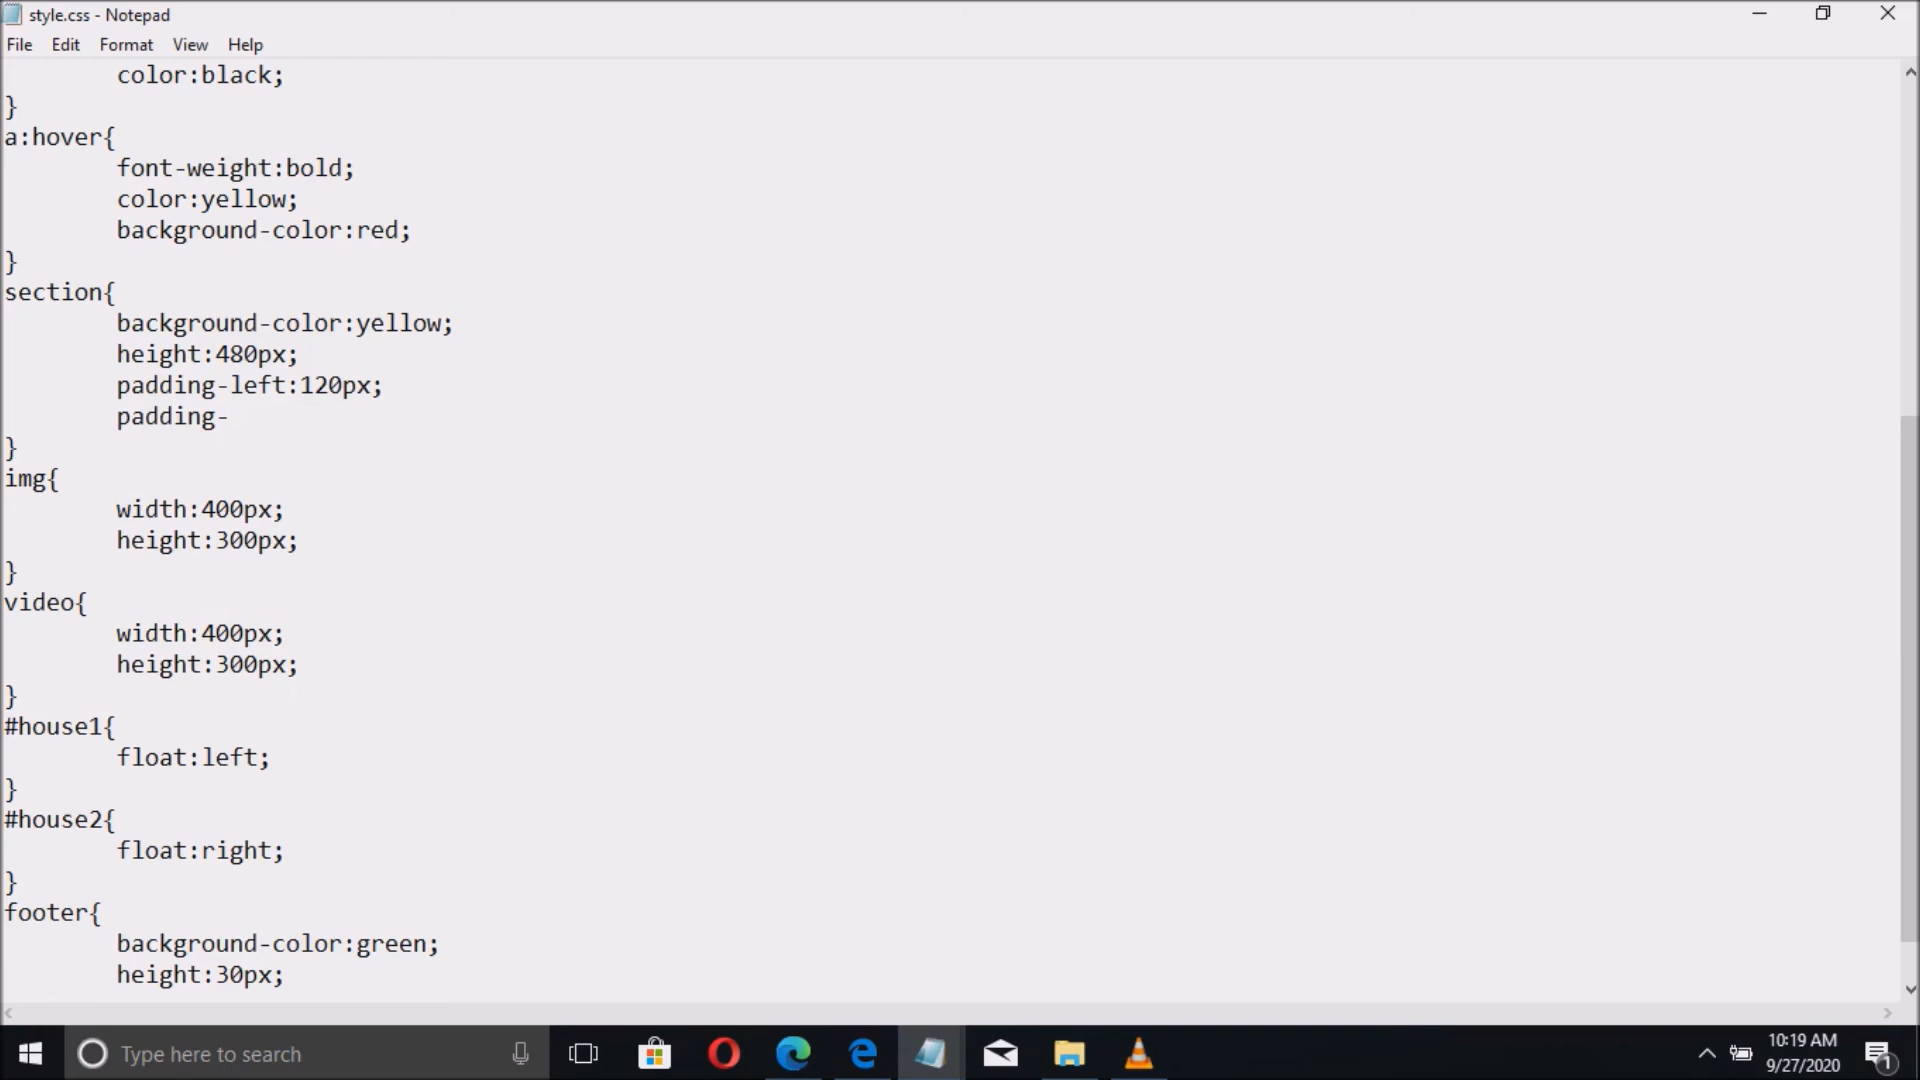 style.css - Notepad
File Edit Format View Help
color:black;
}
a:hover{
font-weight:bold;
color:yellow;
background-color:red;
}
section{
background-color:yellow;
height:480px;
padding-left:120px;
padding-
}
img{
width:400px;
height:300px;
}
video{
width:400px;
height:300px;
}
#house1{
float:left;
}
#house2{
float:right;
}
footer{
background-color:green;
height:30px;
Type here to search
10:19 AM
9/27/2020
1